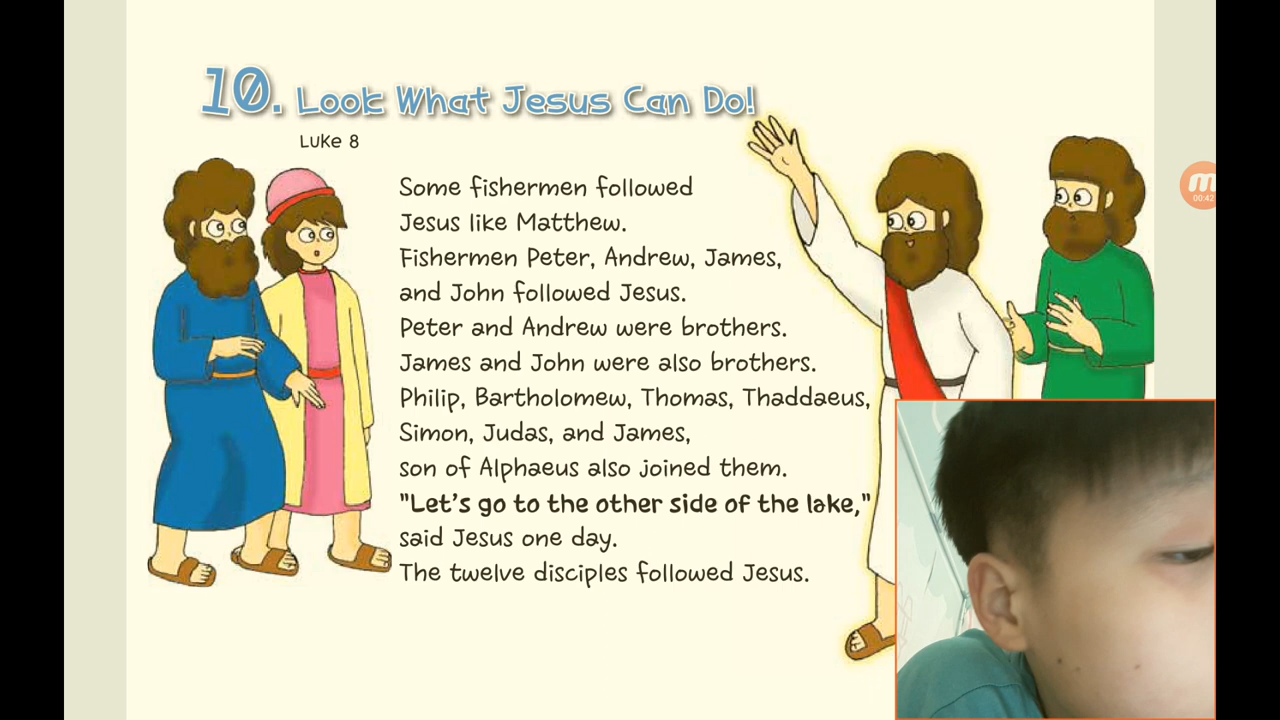 10. Look What Jesus Can Do!
Luke 8
Some fishermen followed
Jesus like Matthew.
Fishermen Peter, Andrew, James,
and John followed Jesus.
Peter and Andrew were brothers.
James and John were also brothers.
Philip, Bartholomew, Thomas, Thaddaeus,
Simon, Judas, and James,
son of Alphaeus also joined them.
"Let's go to the other side of the lake,"
said Jesus one day.
The twelve disciples followed Jesus.
00:42